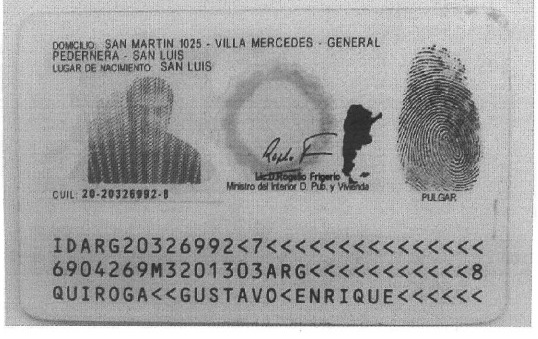 DOMICILIO: SAN MARTIN 1025 - VILLA MERCEDES - GENERAL
PEDERNERA - SAN LUIS
LUGAR DE NACIMIENTO: SAN LUIS
Lic.D.Rogelio Frigerio
Ministro del Interior D. Pub. y Vivienda
PULGAR
CUIL: 20-20326992-8
IDARG20326992<7<<<<<<<<<<<<<<<
6904269M3201303ARG<<<<<<<<<<<8
QUIROGA<<GUSTAVO<ENRIQUE<<<<<<